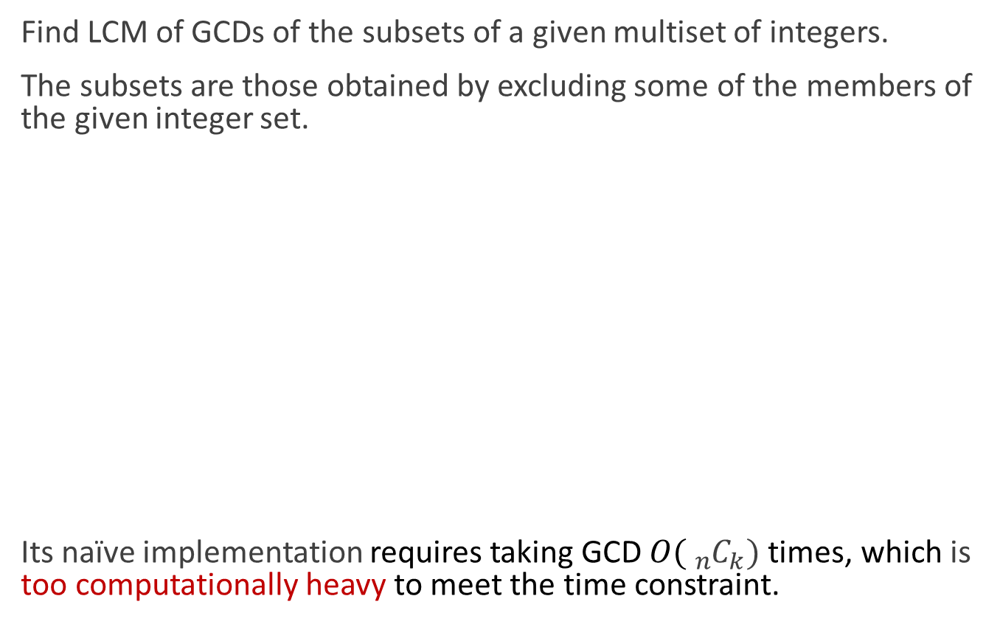 Find LCM of GCDs of the subsets of a given multiset of integers.
The subsets are those obtained by excluding some of the members of
the given integer set.
Its naïve implementation requires taking GCD 𝑂( ₙ𝐶ₖ) times, which is
too computationally heavy to meet the time constraint.